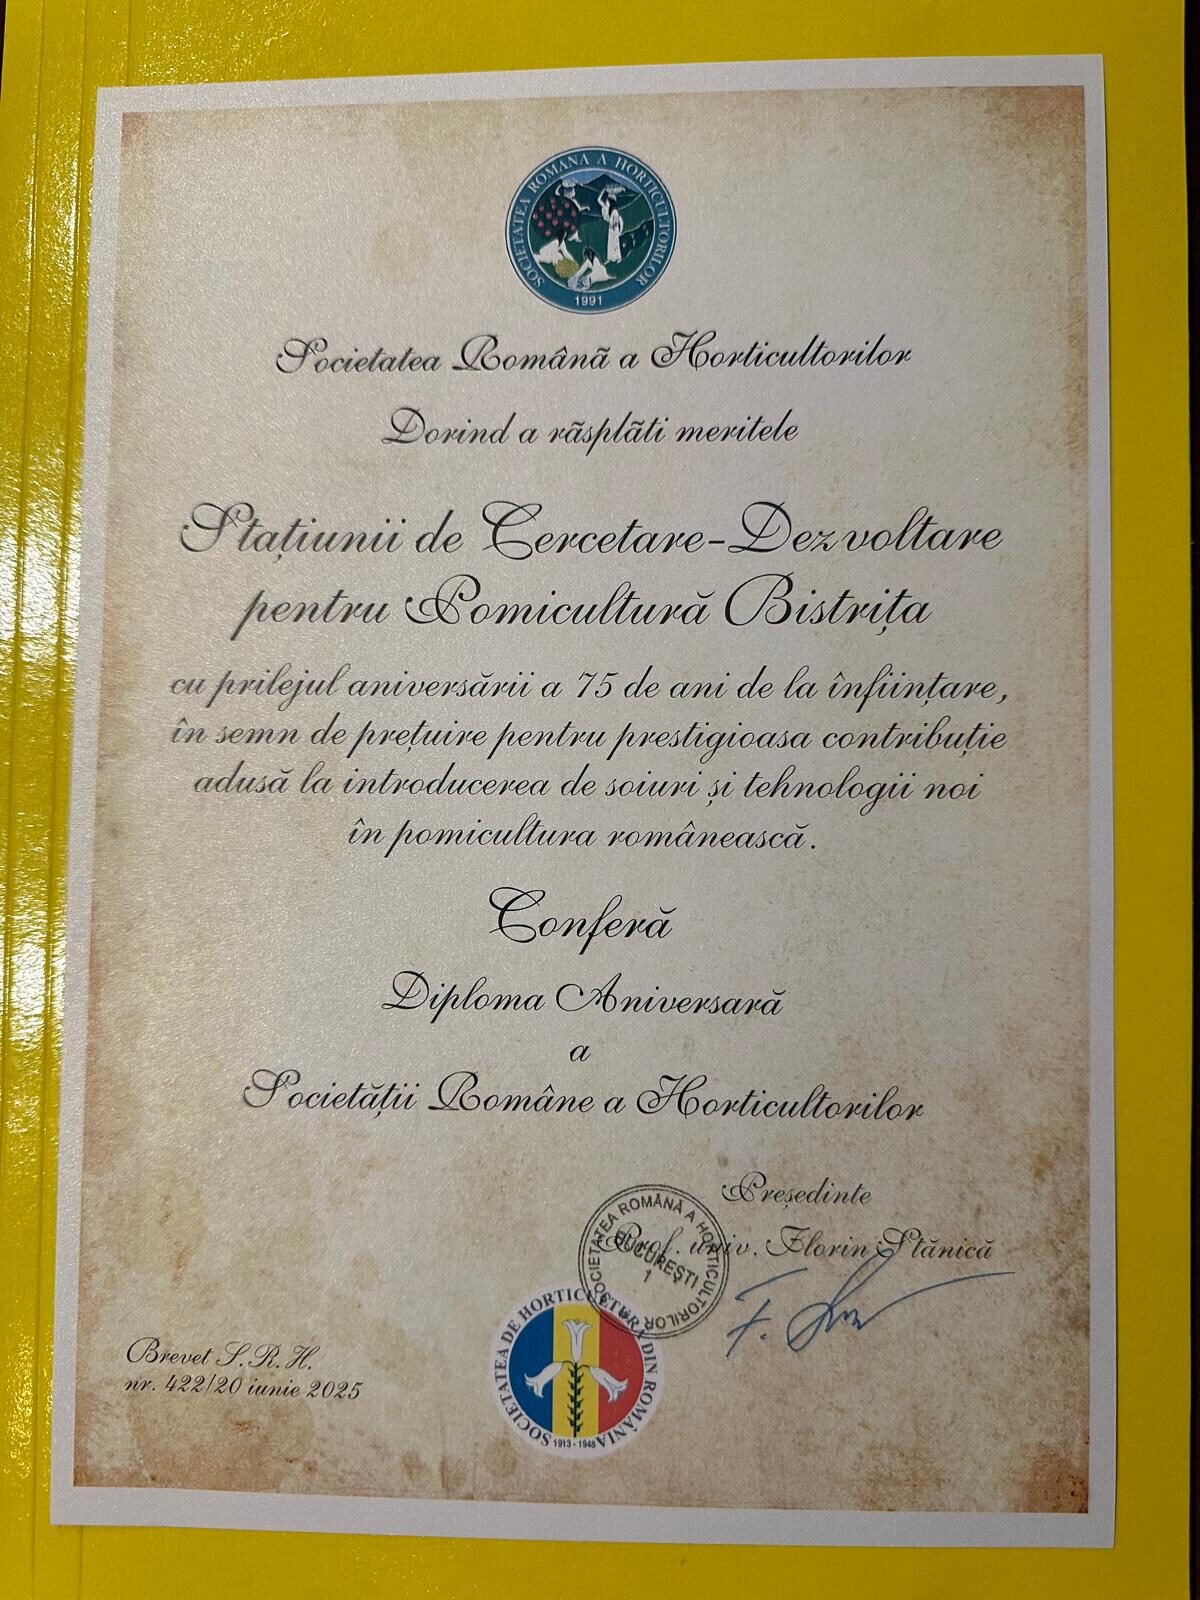 SOCIETATEA ROMÂNĂ A HORTICULTORILOR
1991
Societatea Română a Horticultorilor
Dorind a răsplăti meritele
Stațiunii de Cercetare-Dezvoltare
pentru Pomicultură Bistrița
cu prilejul aniversării a 75 de ani de la înființare,
în semn de prețuire pentru prestigioasa contribuție
adusă la introducerea de soiuri și tehnologii noi
în pomicultura românească.
Conferă
Diploma Aniversară
a
Societății Române a Horticultorilor
Președinte
Prof. univ. Florin Stănică
SOCIETATEA ROMÂNĂ A HORTICULTORILOR
BUCUREȘTI
1
SOCIETATEA DE HORTICULTURĂ DIN ROMÂNIA
1913 - 1948
Brevet S.R.H.
nr. 422/20 iunie 2025